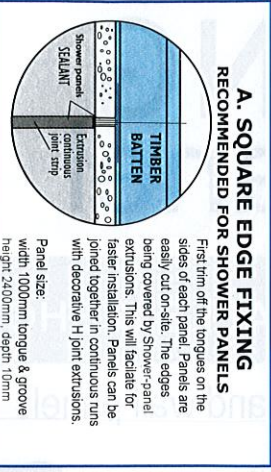 A. SQUARE EDGE FIXING
RECOMMENDED FOR SHOWER PANELS
TIMBER
BATTEN
Shower panels
SEALANT
Extrusion
continuous
joint strip
First trim off the tongues on the
sides of each panel. Panels are
easily cut on-site. The edges
being covered by Shower-panel
extrusions. This will faciliate for
faster installation. Panels can be
joined together in continuous runs
with decorative H joint extrusions.
Panel size:
width 1000mm tongue & groove
height 2400mm, depth 10mm